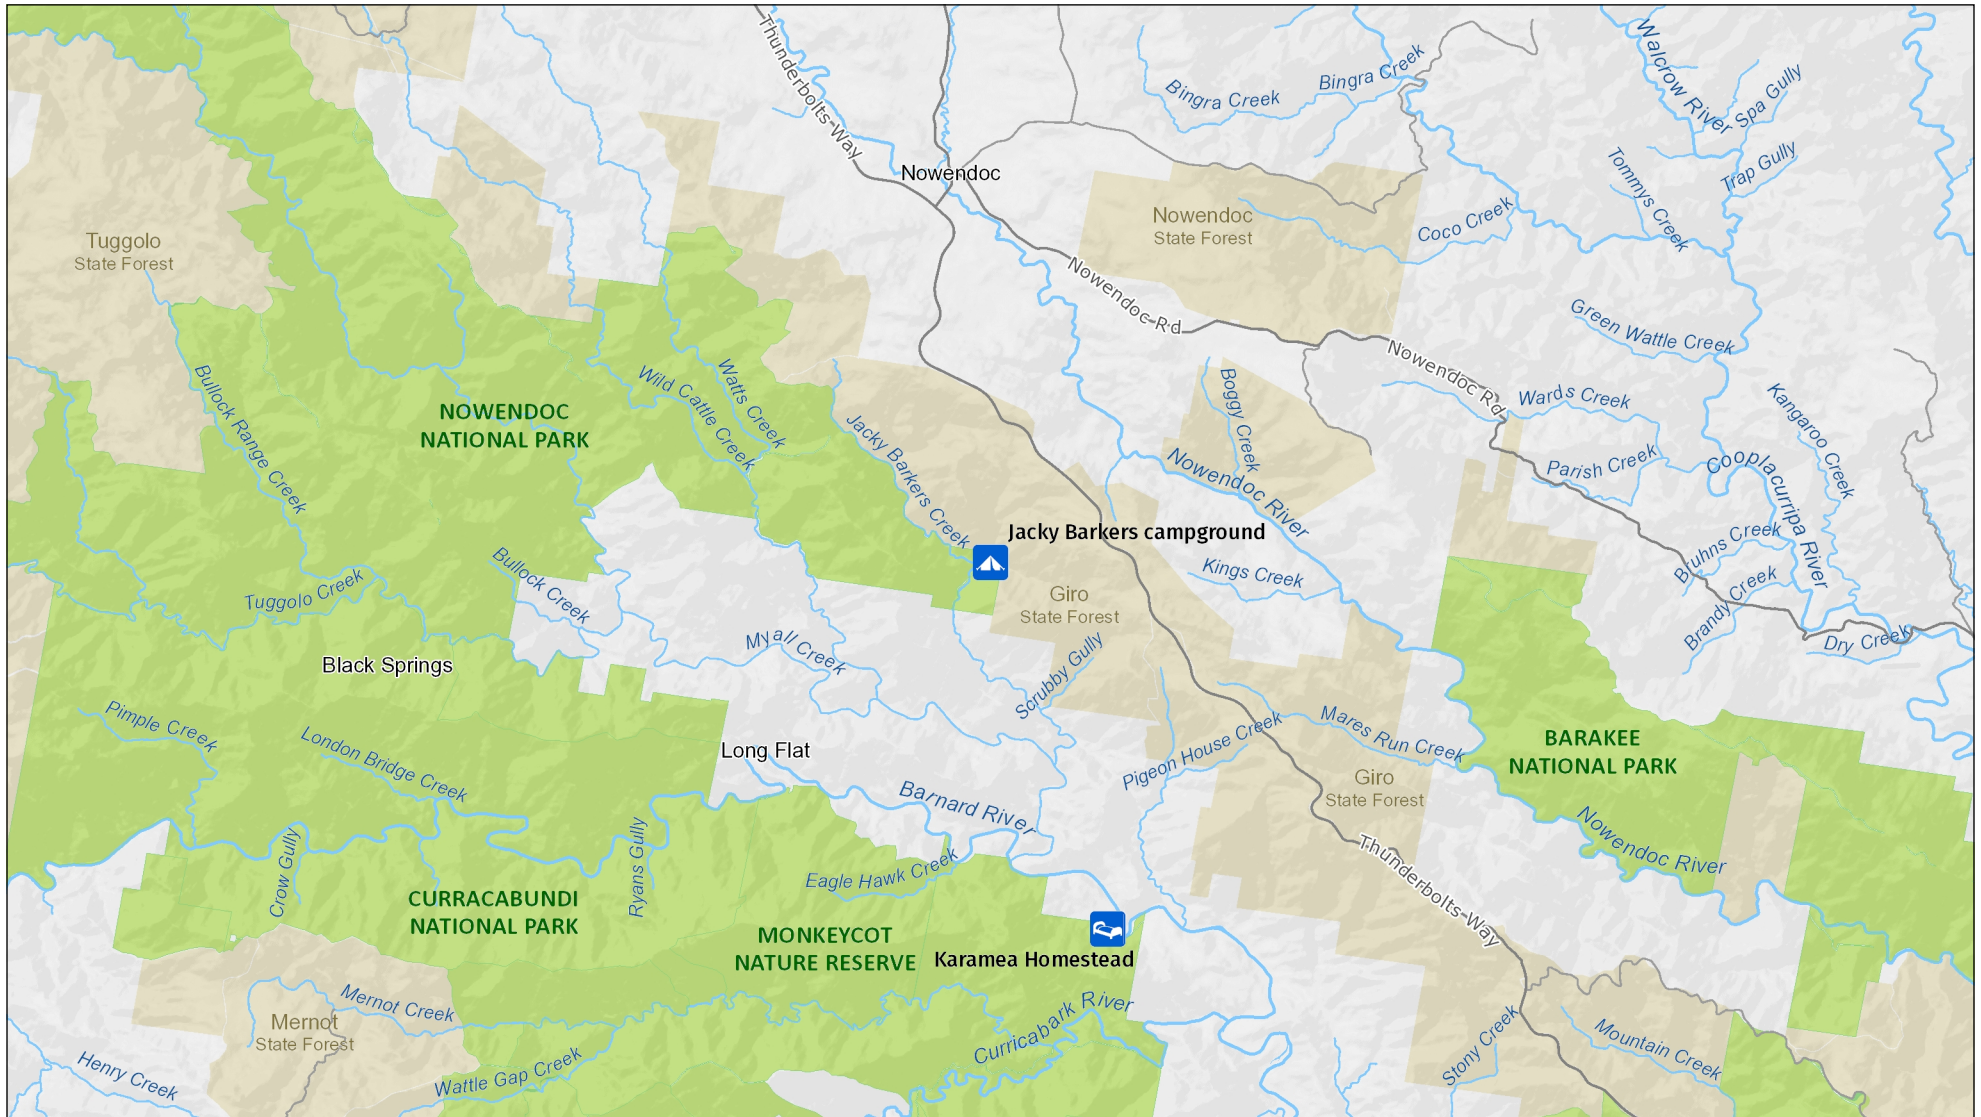 Thunderbolts Way
Bingra Creek
Bingra Creek
Walcrow River
Spa Gully
Trap Gully
Tommys Creek
Nowendoc
Nowendoc
State Forest
Coco Creek
Tuggolo
State Forest
Nowendoc Rd
Green Wattle Creek
Nowendoc Rd
Wards Creek
Kangaroo Creek
Bullock Range Creek
NOWENDOC
NATIONAL PARK
Wild Cattle Creek
Watts Creek
Jacky Barkers Creek
Boggy Creek
Nowendoc River
Parish Creek
Cooplacurripa River
Jacky Barkers campground
Bruhns Creek
Brandy Creek
Dry Creek
Kings Creek
Tuggolo Creek
Bullock Creek
Giro
State Forest
Myall Creek
Scrubby Gully
Black Springs
Pimple Creek
London Bridge Creek
Long Flat
Pigeon House Creek
Mares Run Creek
BARAKEE
NATIONAL PARK
Giro
State Forest
Barnard River
Nowendoc River
Thunderbolts Way
Crow Gully
Ryans Gully
Eagle Hawk Creek
CURRACABUNDI
NATIONAL PARK
MONKEYCOT
NATURE RESERVE
Karamea Homestead
Mernot Creek
Mernot
State Forest
Curricabark River
Henry Creek
Wattle Gap Creek
Stony Creek
Mountain Creek